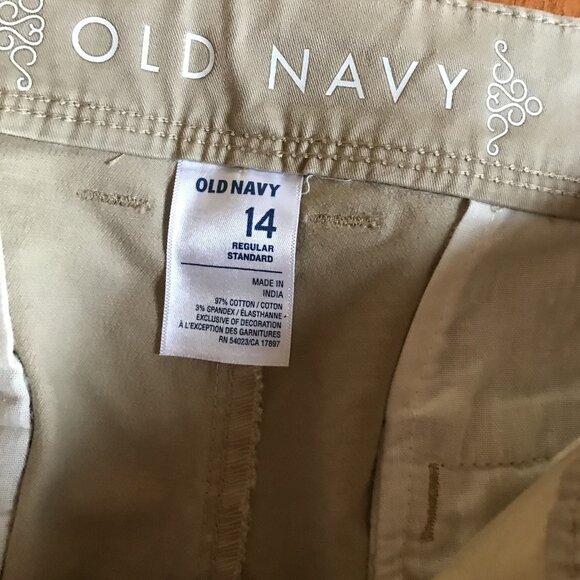 OLD NAVY
OLD NAVY
14
REGULAR
STANDARD
MADE IN
INDIA
97% COTTON / COTON
3% SPANDEX / ÉLASTHANNE
EXCLUSIVE OF DECORATION
À L'EXCEPTION DES GARNITURES
RN 54023/CA 17897